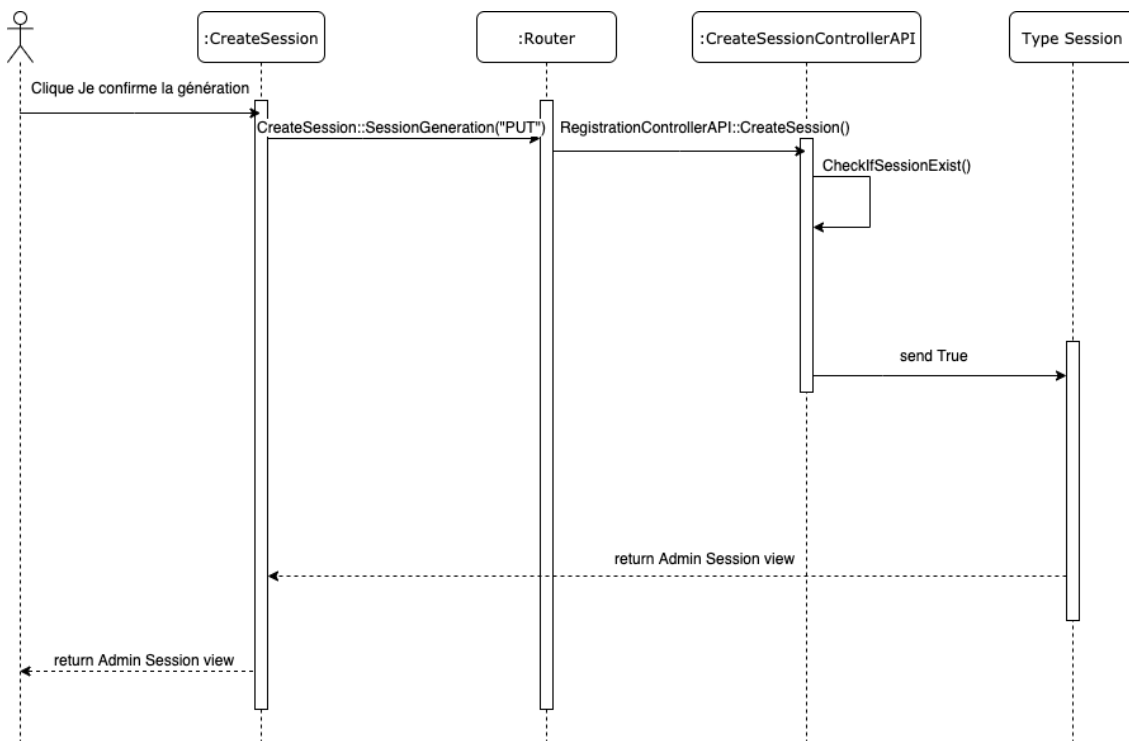 :CreateSession
:Router
:CreateSessionControllerAPI
Type Session
Clique Je confirme la génération
CreateSession::SessionGeneration("PUT")
RegistrationControllerAPI::CreateSession()
CheckIfSessionExist()
send True
return Admin Session view
return Admin Session view